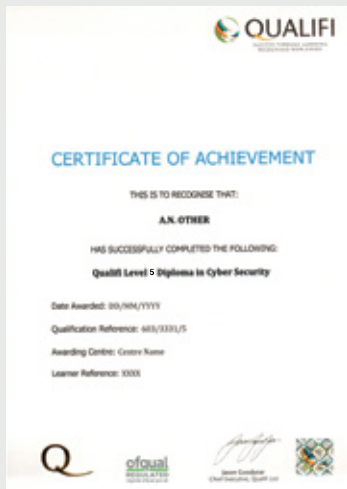 QUALIFI
CERTIFICATE OF ACHIEVEMENT
THIS IS TO RECOGNISE THAT:
A.N. OTHER
HAS SUCCESSFULLY COMPLETED THE FOLLOWING:
Qualifi Level 5 Diploma in Cyber Security
Date Awarded: DD/MM/YYYY
Qualification Reference: 603/3331/5
Awarding Centre: Centre Name
Learner Reference: XXXX
Q
ofqual
REGULATED